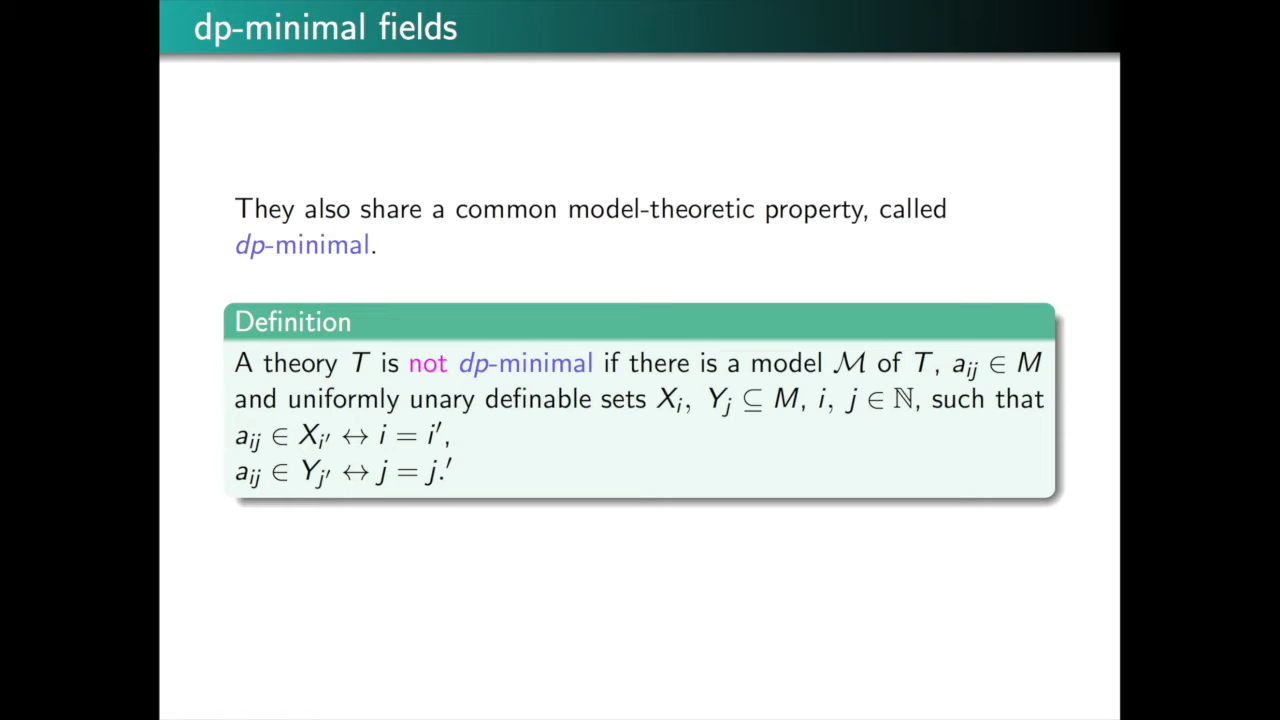 dp-minimal fields
They also share a common model-theoretic property, called
dp-minimal.
Definition
A theory T is not dp-minimal if there is a model ℳ of T, a_{ij} ∈ M
and uniformly unary definable sets X_i, Y_j ⊆ M, i, j ∈ ℕ, such that
a_{ij} ∈ X_{i′} ↔ i = i′,
a_{ij} ∈ Y_{j′} ↔ j = j.′